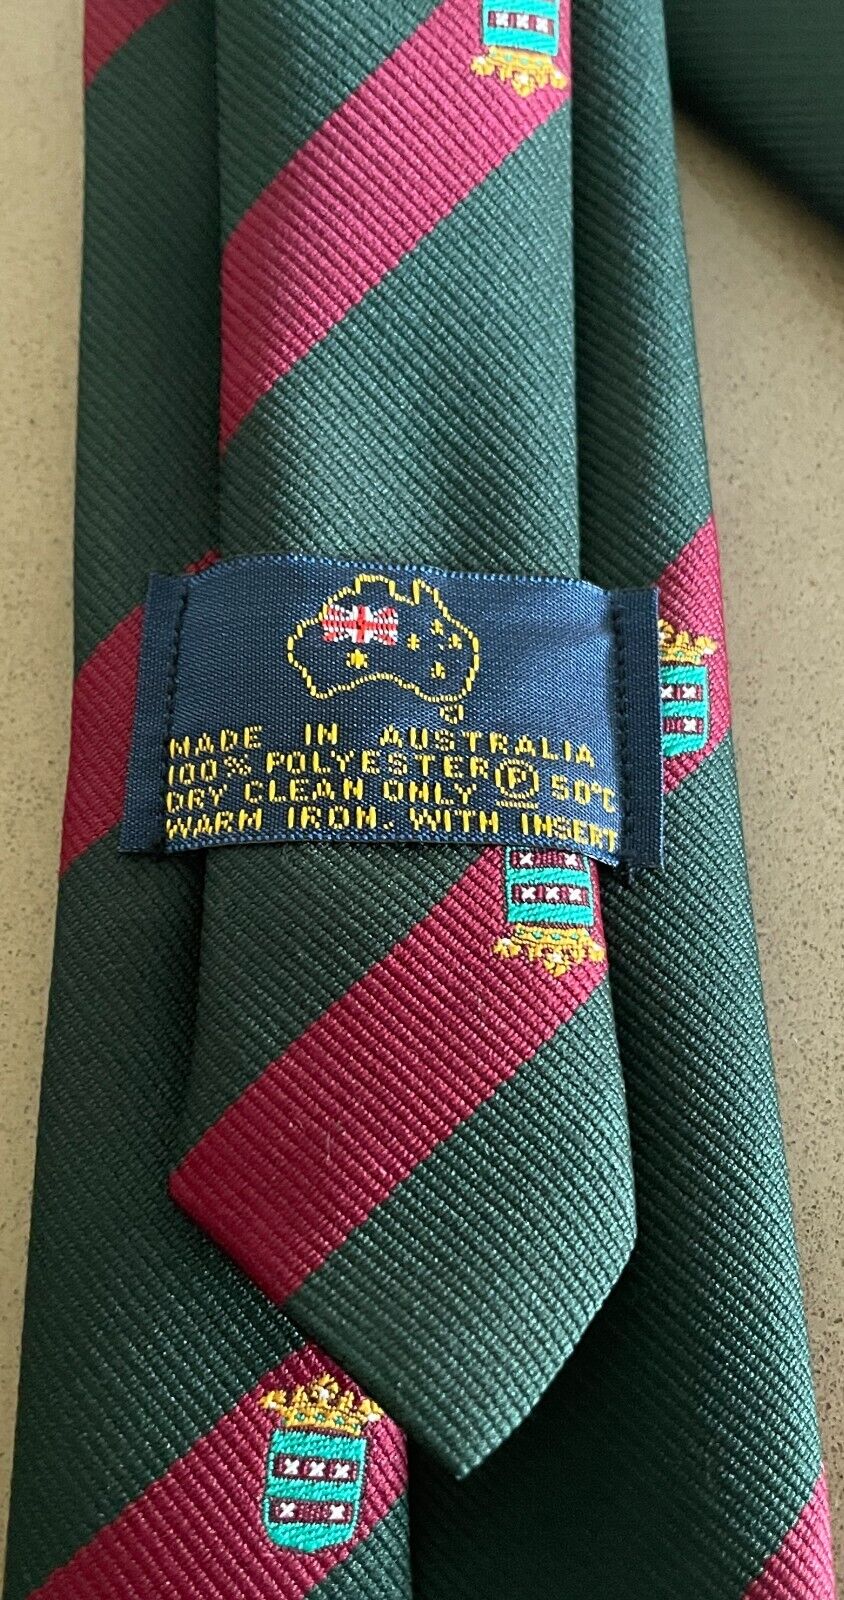 MADE IN AUSTRALIA
100% POLYESTER Ⓟ 50°C
DRY CLEAN ONLY
WARM IRON. WITH INSERT